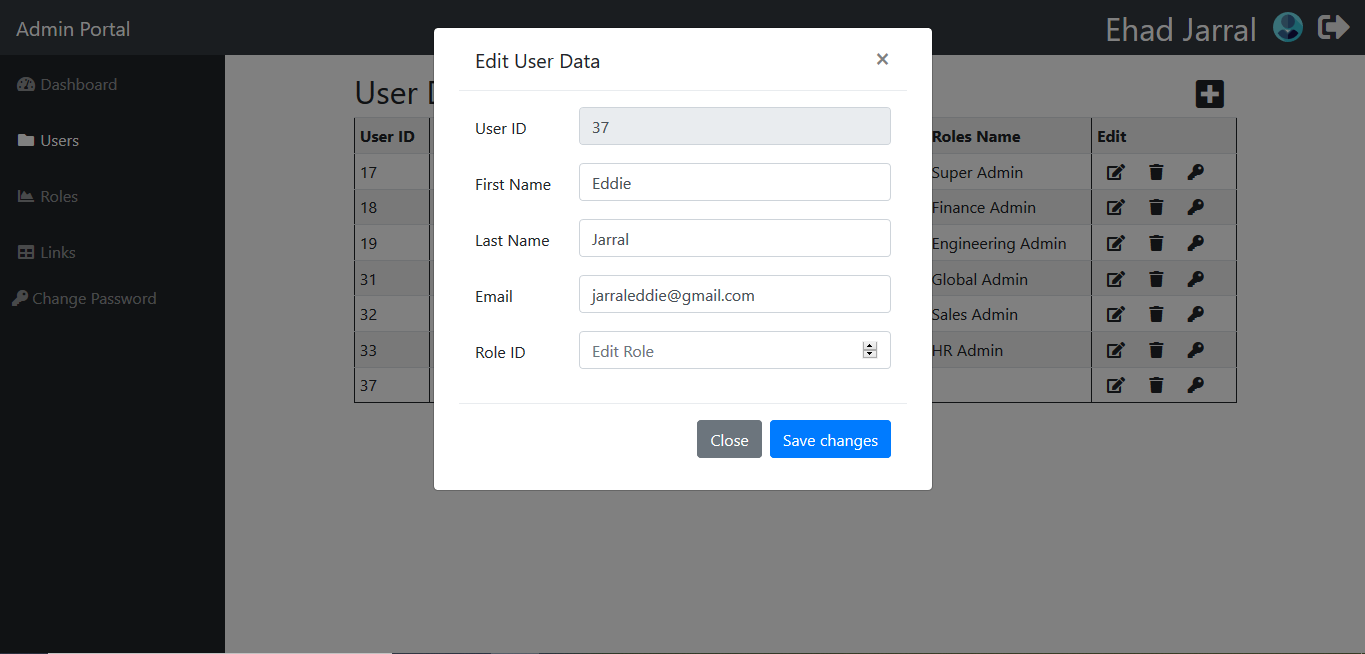 Admin Portal
Ehad Jarral
Dashboard
Users
Roles
Links
Change Password
User
User ID
Roles Name
Edit
17
Super Admin
18
Finance Admin
19
Engineering Admin
31
Global Admin
32
Sales Admin
33
HR Admin
37
Edit User Data
×
User ID
37
First Name
Eddie
Last Name
Jarral
Email
jarraleddie@gmail.com
Role ID
Edit Role
Close
Save changes